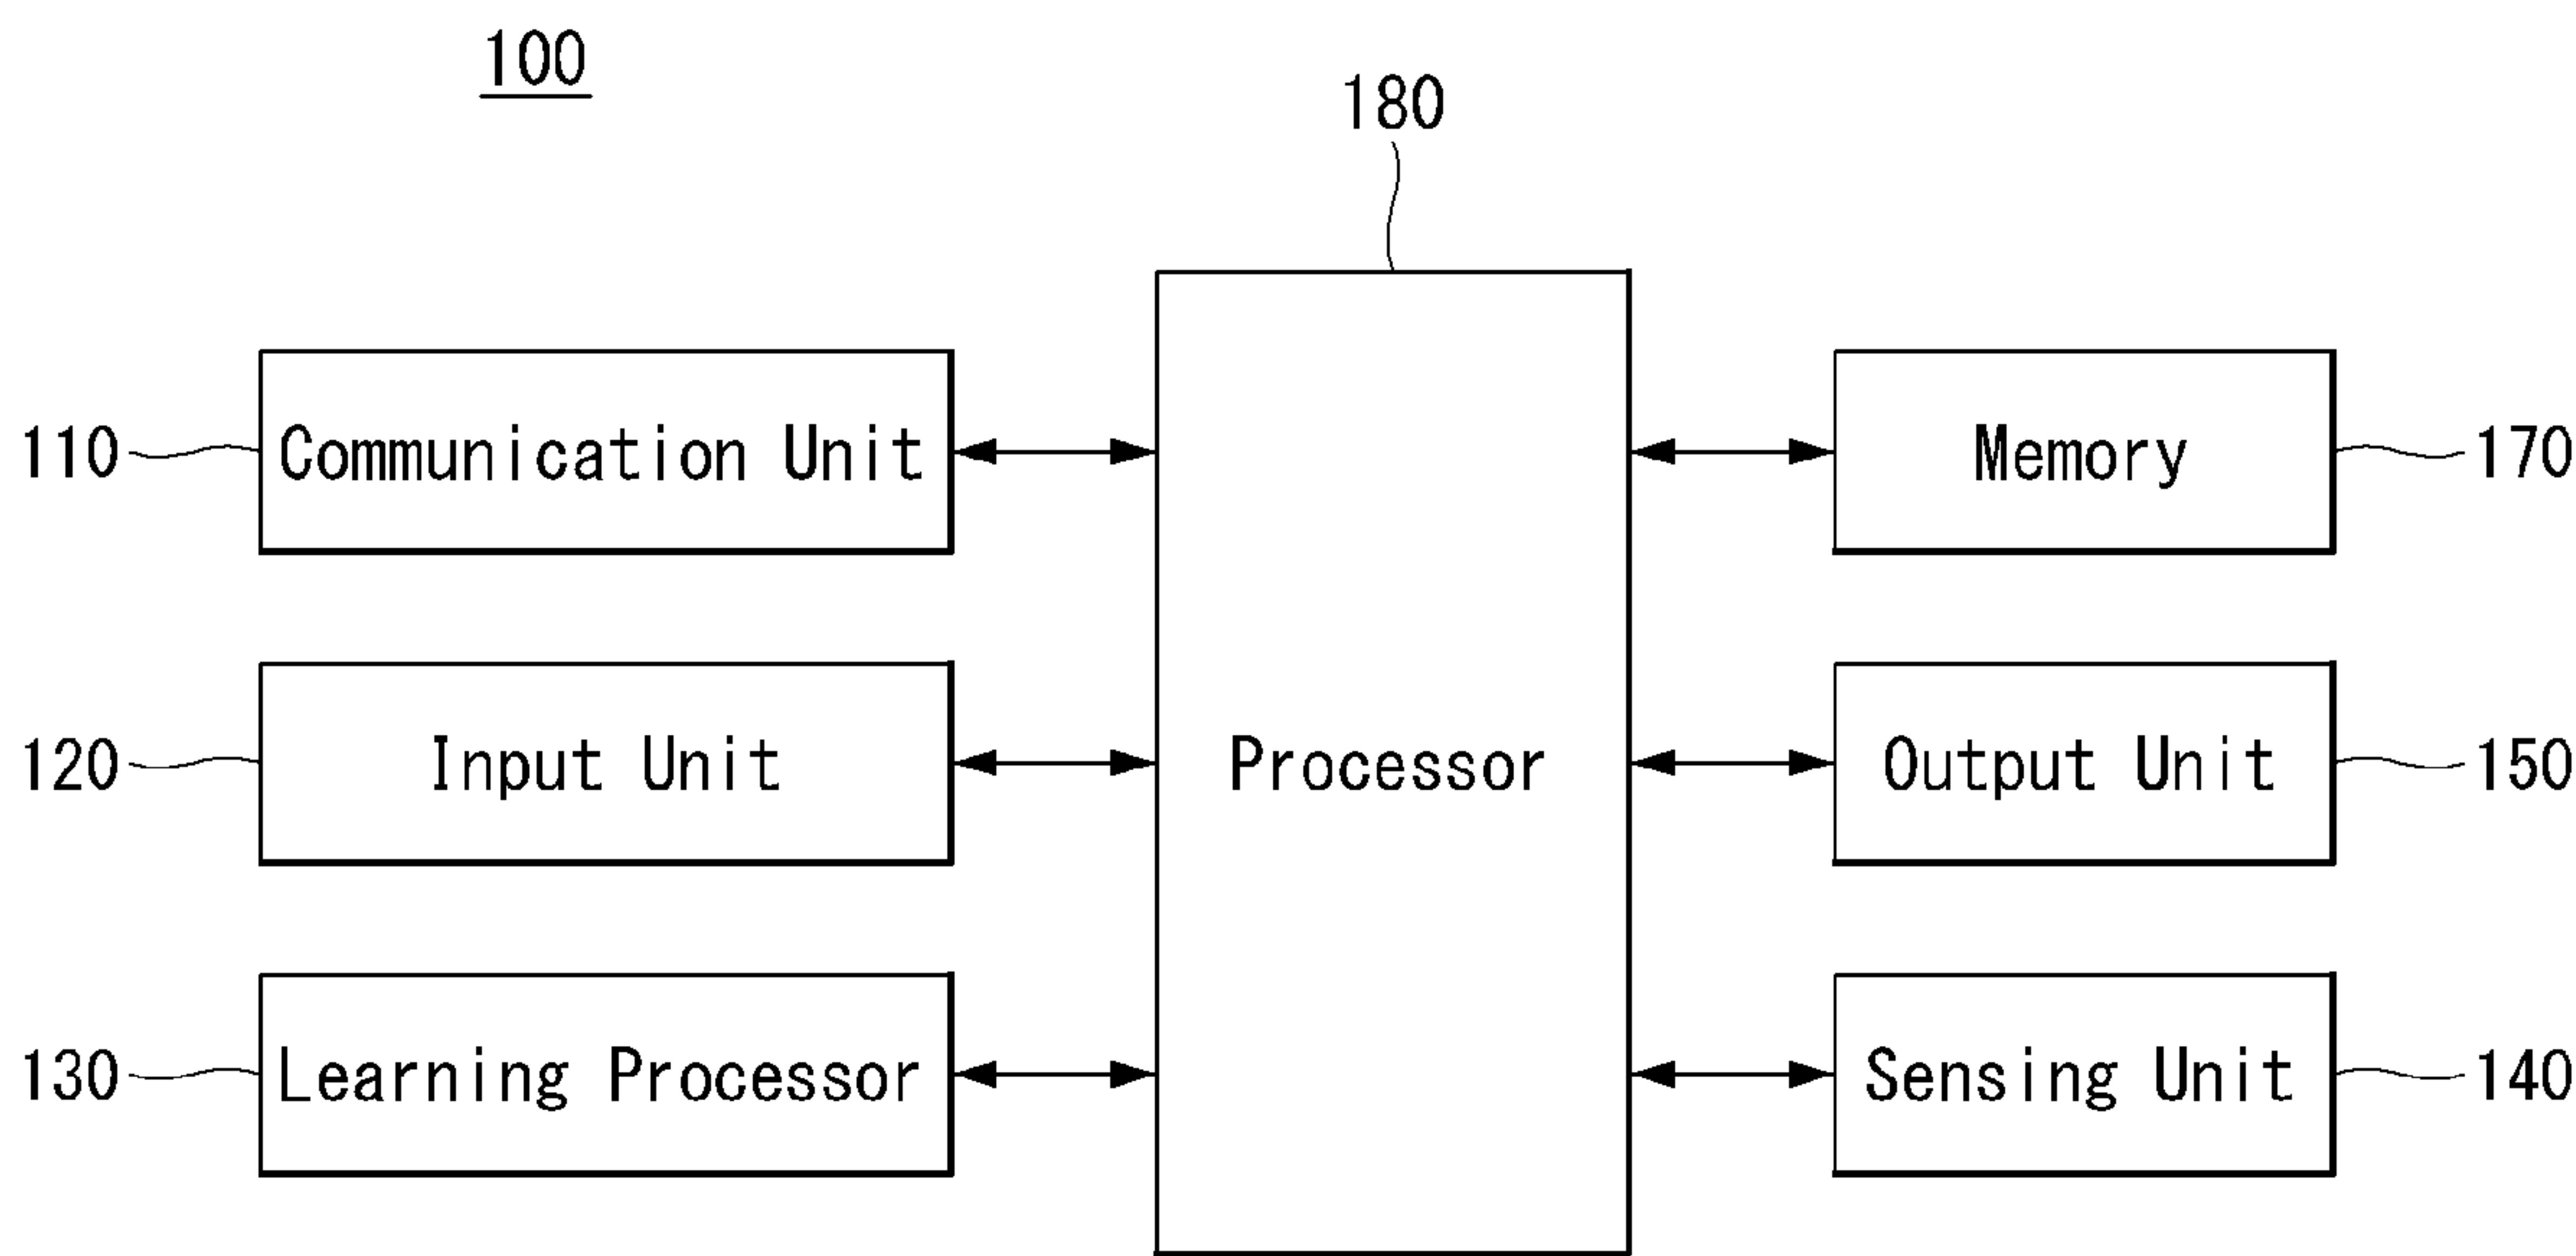 100
180
110 Communication Unit Memory 170
120 Input Unit Processor Output Unit 150
130 Learning Processor Sensing Unit 140